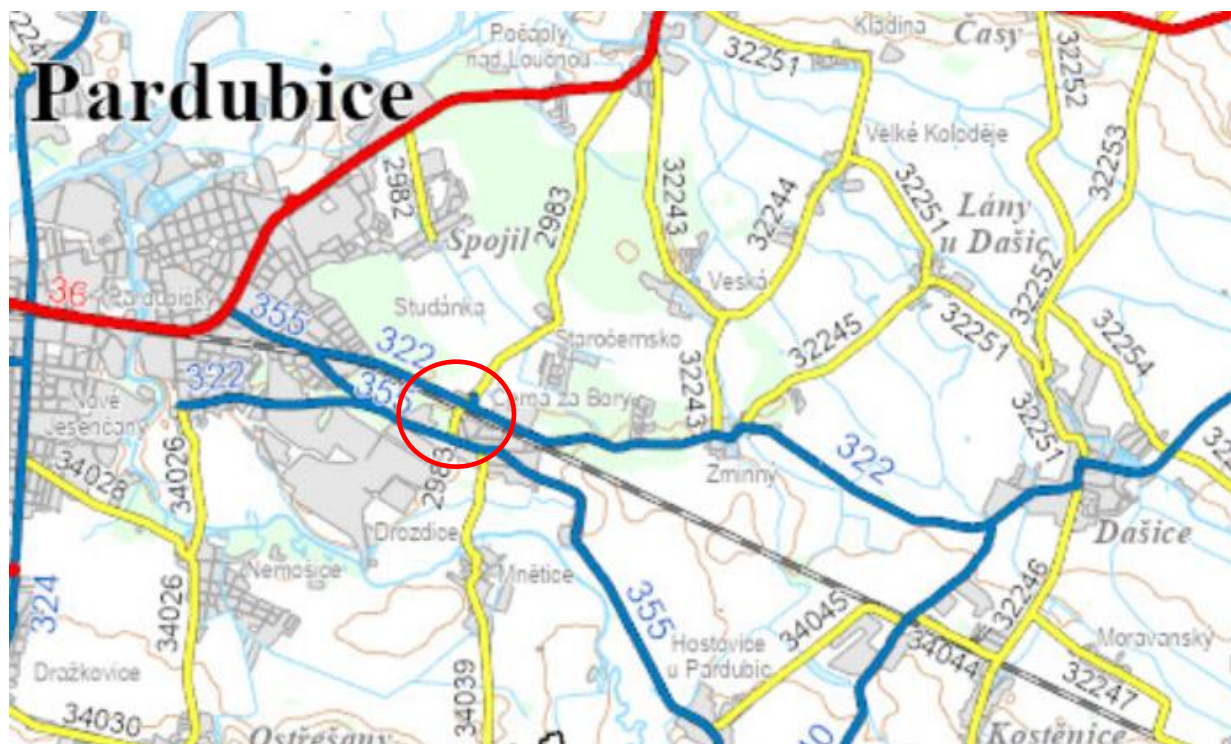 Pardubice
Počaply
nad Loučnou
32251
Kladina
Časy
32252
32253
Velké Koloděje
2982
2983
32243
32244
32251
Lány
u Dašic
Spojil
Veská
32252
36
355
Studánka
322
Staročernsko
32245
32251
32254
322
355
Černá za Bory
32243
Nové
Jesenčany
34026
34028
2983
Zminný
322
32251
Drozdice
Dašice
Nemošice
Mnětice
324
34026
355
34045
32246
Hostovice
u Pardubic
34044
Moravanský
Dražkovice
34039
32247
34030
Ostřešany
Kostěnice